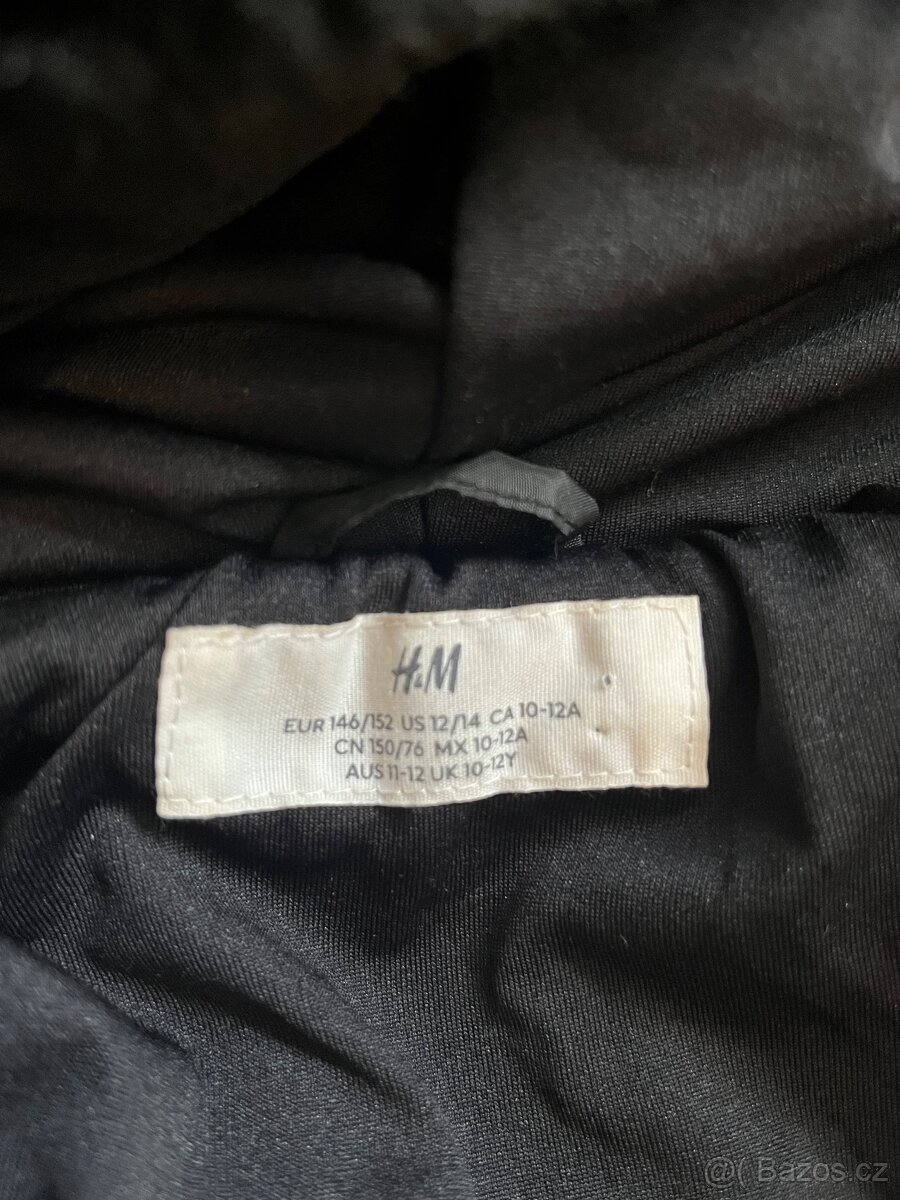 H&M
EUR 146/152 US 12/14 CA 10-12A
CN 150/76 MX 10-12A
AUS 11-12 UK 10-12Y
@( Bazos.cz